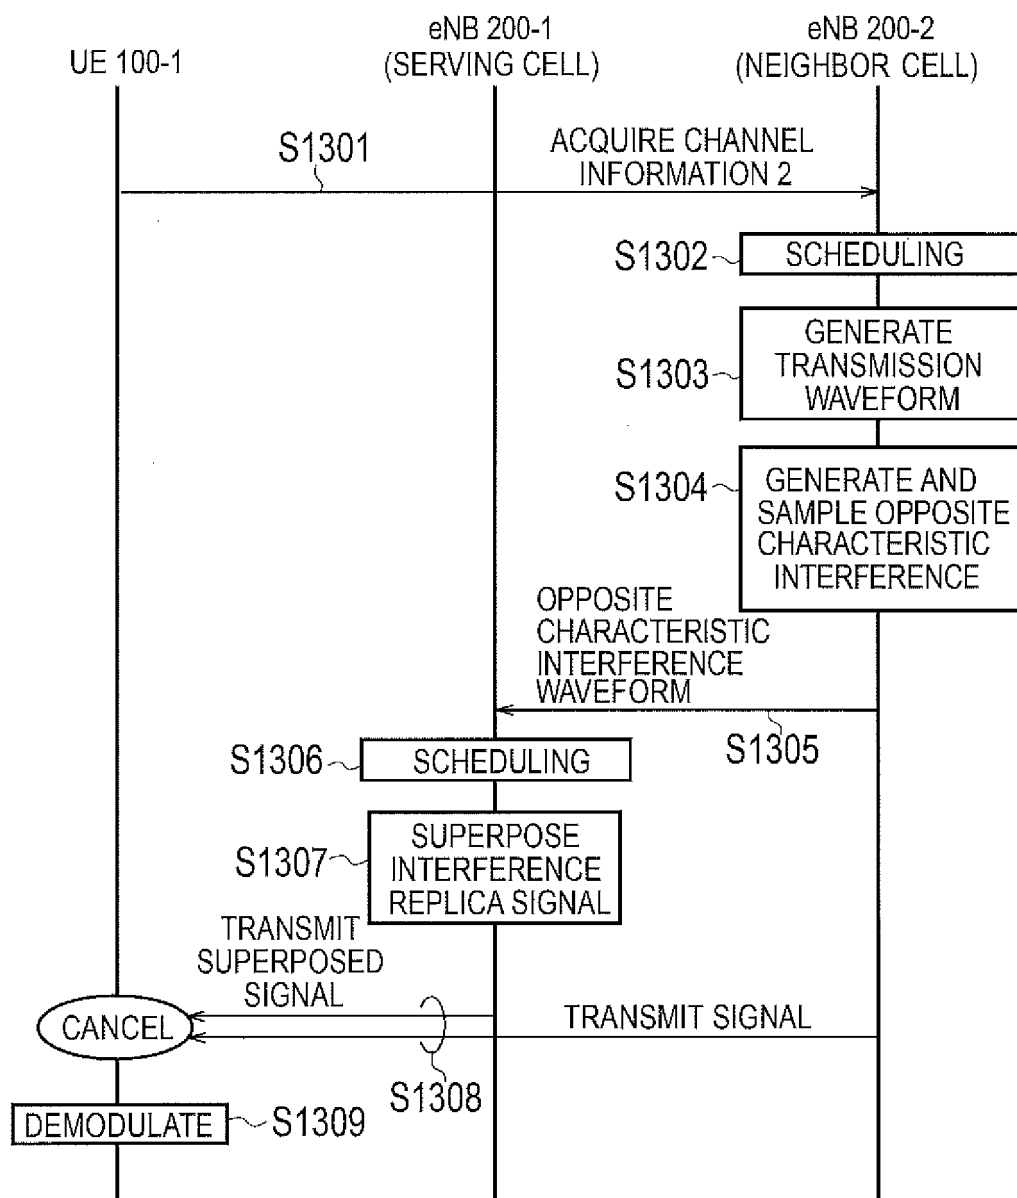 UE 100-1
eNB 200-1
(SERVING CELL)
eNB 200-2
(NEIGHBOR CELL)
S1301
ACQUIRE CHANNEL
INFORMATION 2
S1302
SCHEDULING
S1303
GENERATE
TRANSMISSION
WAVEFORM
S1304
GENERATE AND
SAMPLE OPPOSITE
CHARACTERISTIC
INTERFERENCE
OPPOSITE
CHARACTERISTIC
INTERFERENCE
WAVEFORM
S1305
S1306
SCHEDULING
S1307
SUPERPOSE
INTERFERENCE
REPLICA SIGNAL
TRANSMIT
SUPERPOSED
SIGNAL
CANCEL
TRANSMIT SIGNAL
S1308
DEMODULATE
S1309